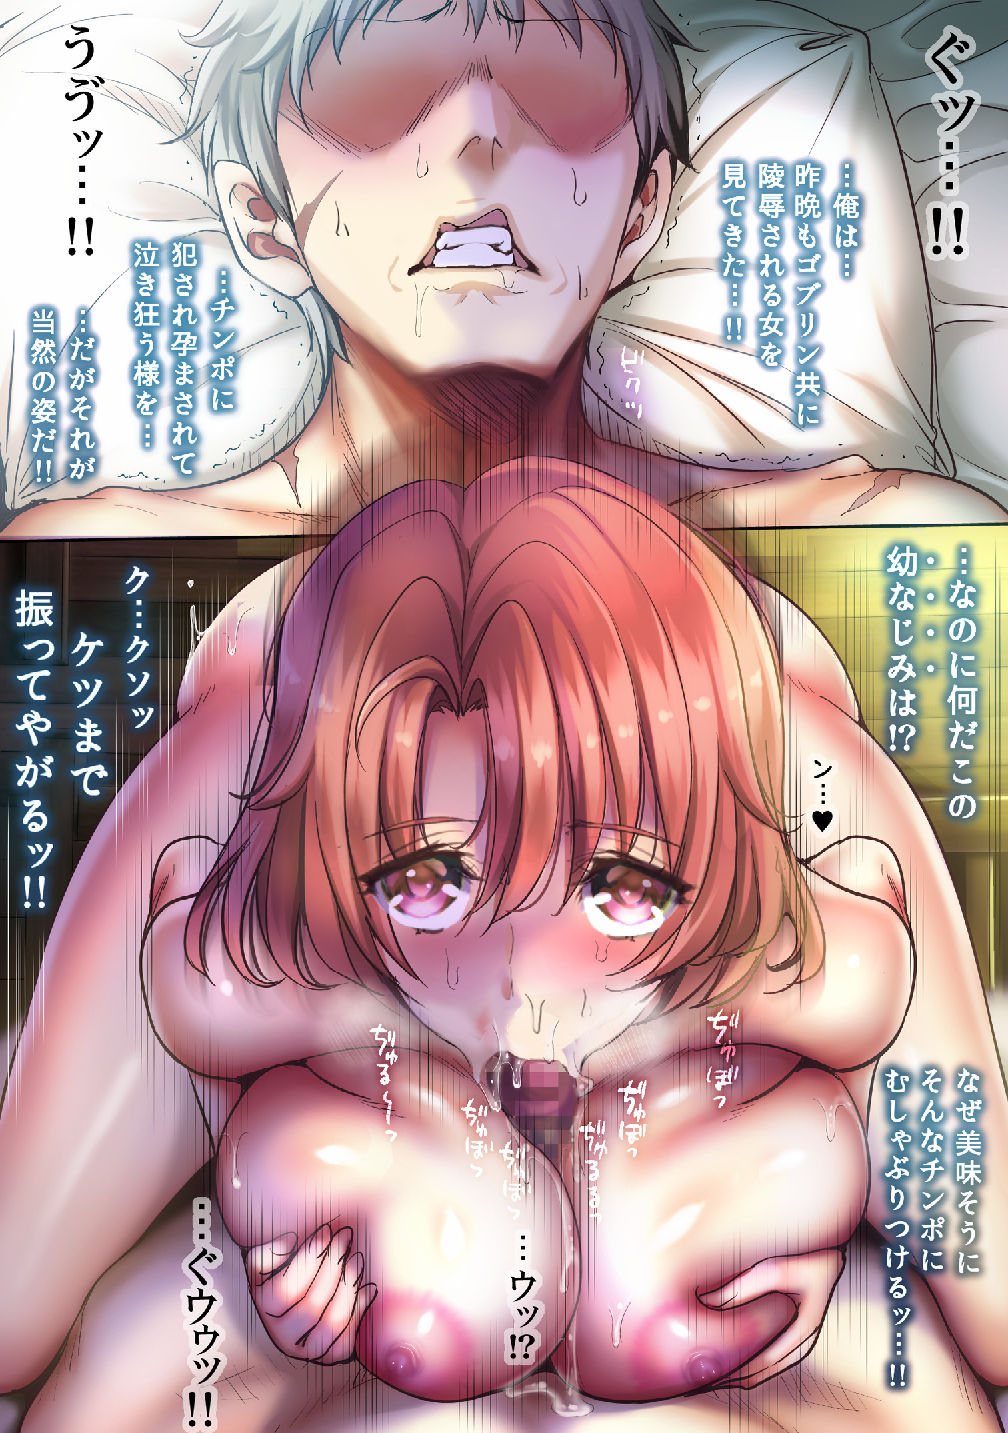 ぐッ…!!
…俺は…
昨晩もゴブリン共に
陵辱される女を
見てきた…!!
ビクッ
…チンポに
犯され孕まされて
泣き狂う様を…
…だがそれが
当然の姿だ!!
うづッ…!!
…なのに何だこの
幼なじみは!?
ン…♥
ク…クソッ
ケツまで
振ってやがるッ!!
なぜ美味そうに
そんなチンポに
むしゃぶりつけるッ…!!
ぢゅぼっ
ぢゅぼっ
ぢゅるるっ
ぢゅぼっ
ぢゅぼっ
ぢゅる〜っ
…ウッ!?
…ぐウゥッ!!